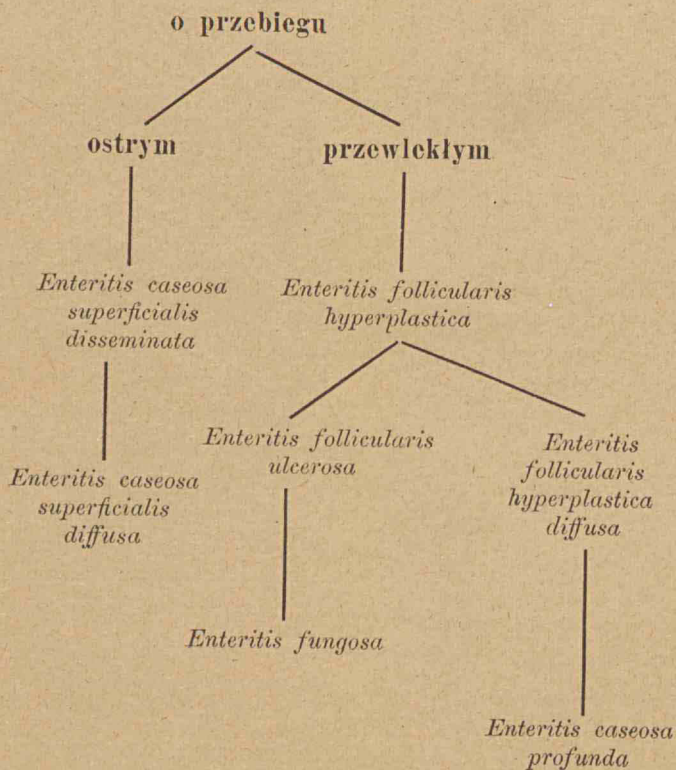 o przebiegu
ostrym
przewlekłym
Enteritis caseosa
superficialis
disseminata
Enteritis follicularis
hyperplastica
Enteritis follicularis
ulcerosa
Enteritis
follicularis
hyperplastica
diffusa
Enteritis caseosa
superficialis
diffusa
Enteritis fungosa
Enteritis caseosa
profunda